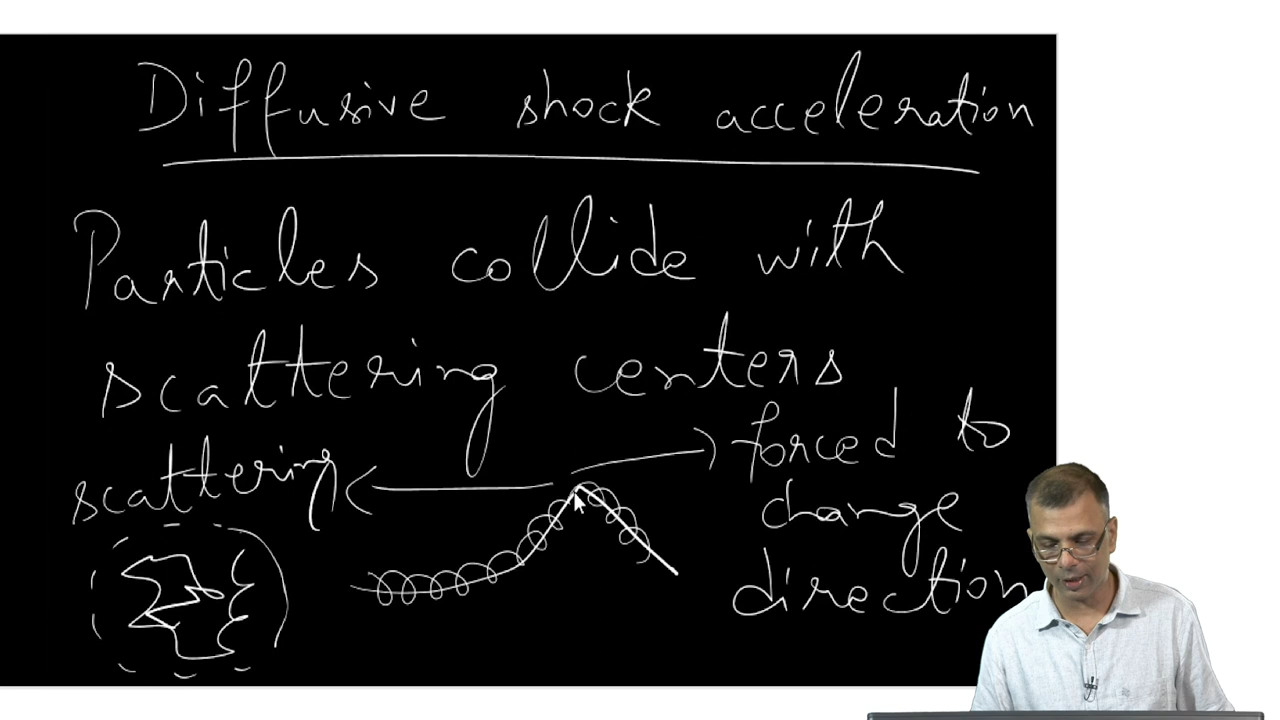 Diffusive shock acceleration
Particles collide with
scattering centers
scattering
forced to
change
direction